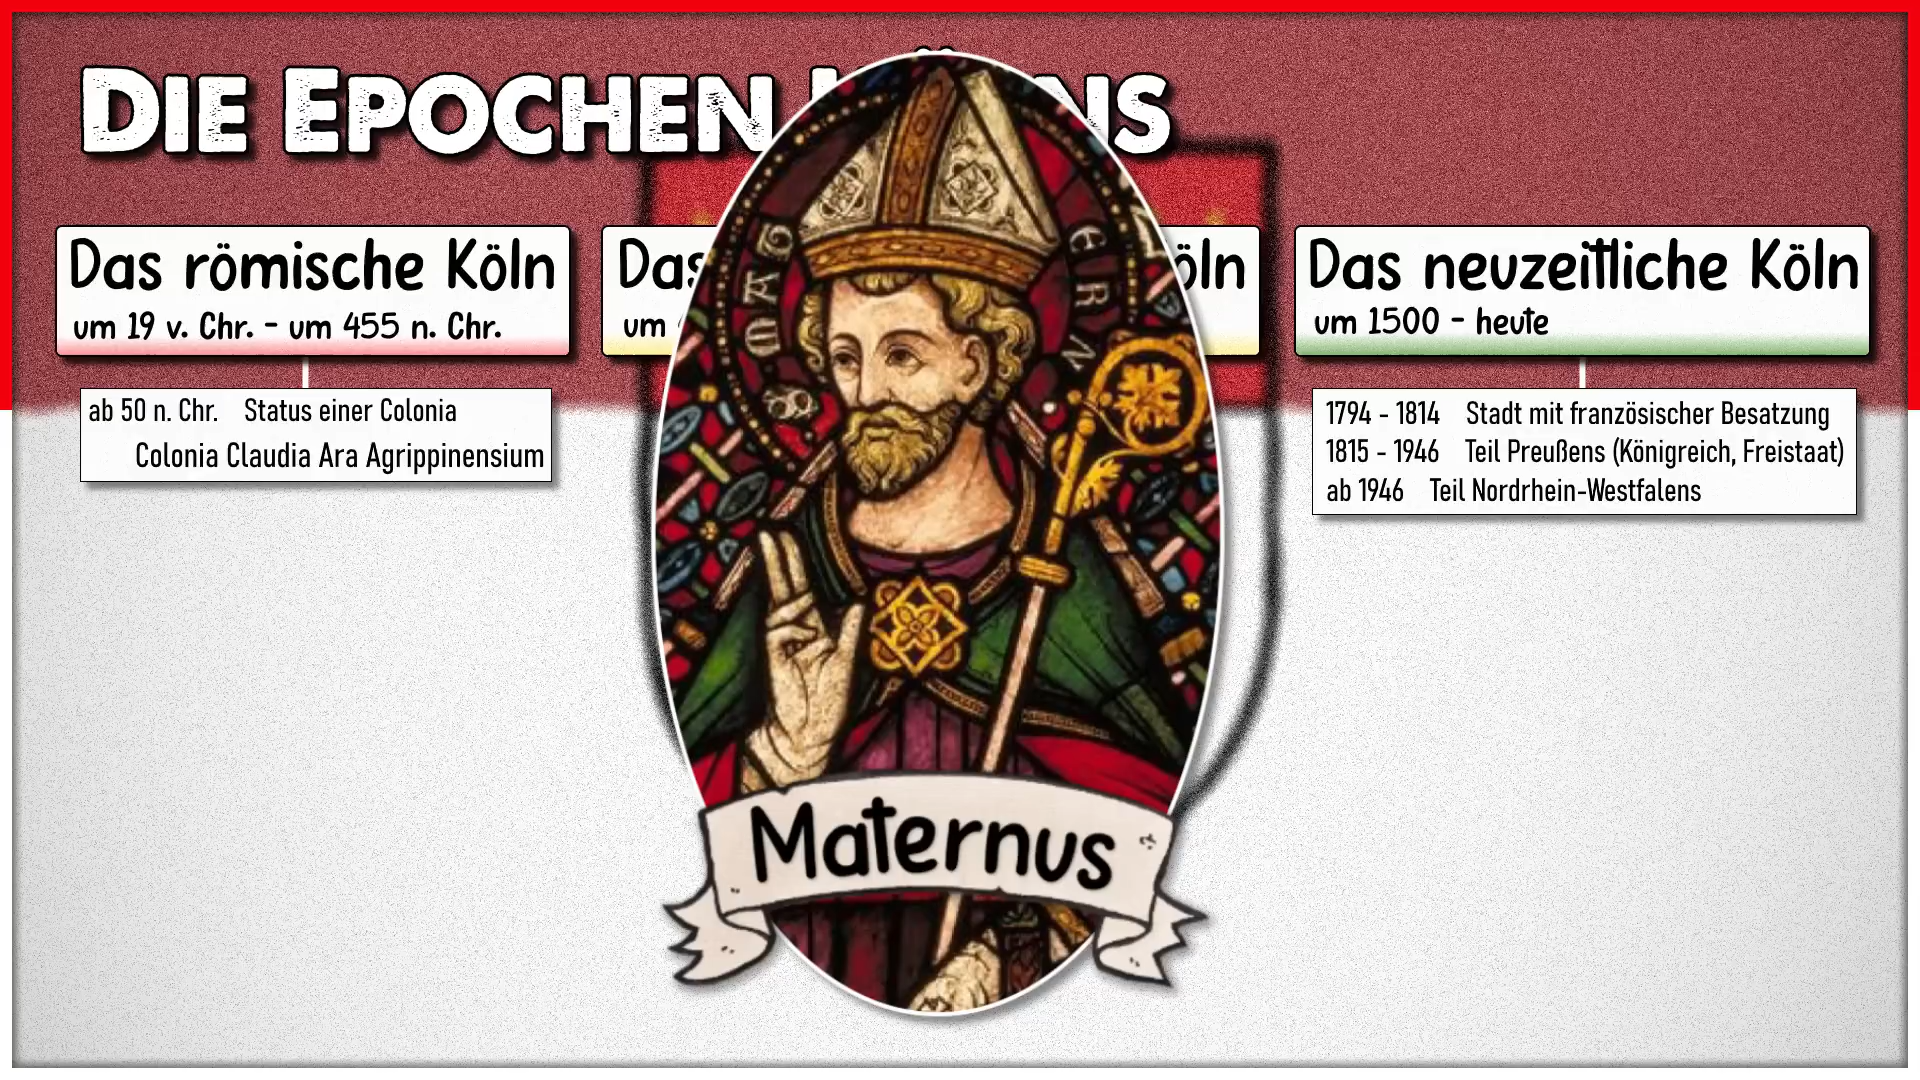 DIE EPOCHEN
Das römische Köln
um 19 v. Chr. - um 455 n. Chr.
ab 50 n. Chr. Status einer Colonia
Colonia Claudia Ara Agrippinensium
Das
um
Das neuzeitliche Köln
um 1500 - heute
1794 - 1814 Stadt mit französischer Besatzung
1815 - 1946 Teil Preußens (Königreich, Freistaat)
ab 1946 Teil Nordrhein-Westfalens
Maternus